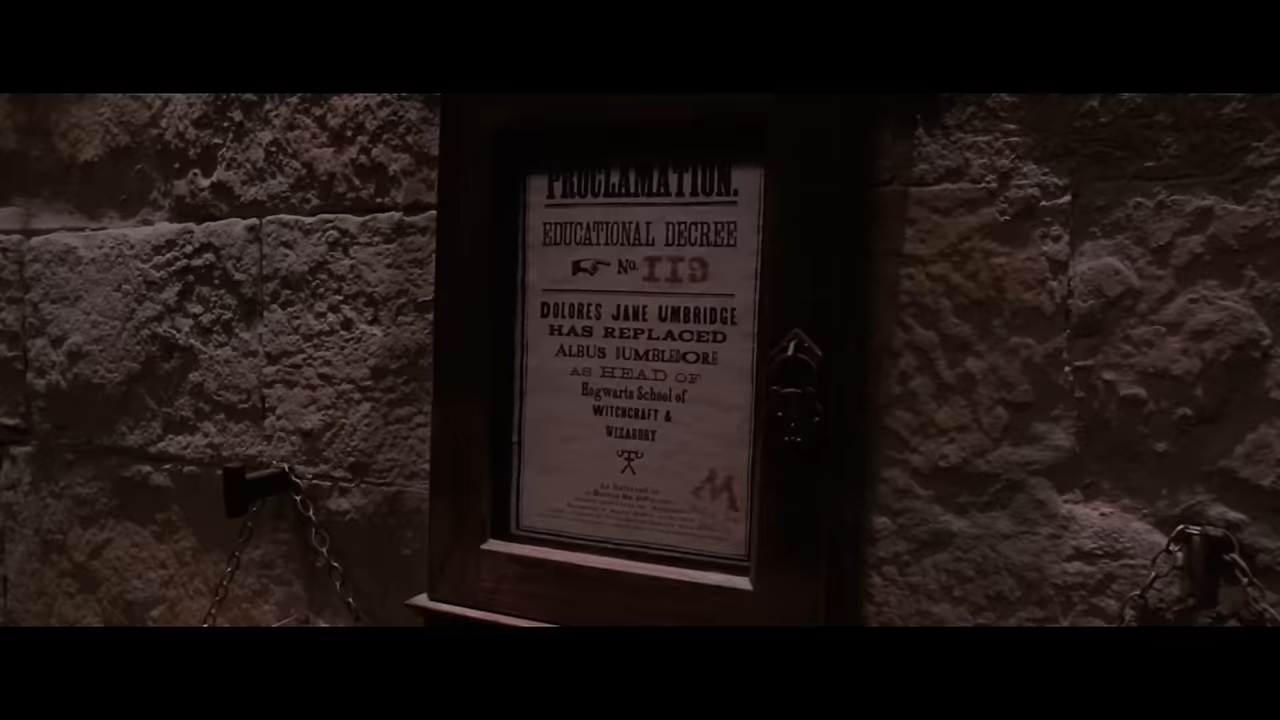 PROCLAMATION.
EDUCATIONAL DECREE
No. 119
DOLORES JANE UMBRIDGE
HAS REPLACED
ALBUS DUMBLEDORE
AS HEAD OF
Hogwarts School of
WITCHCRAFT &
WIZARDRY
M